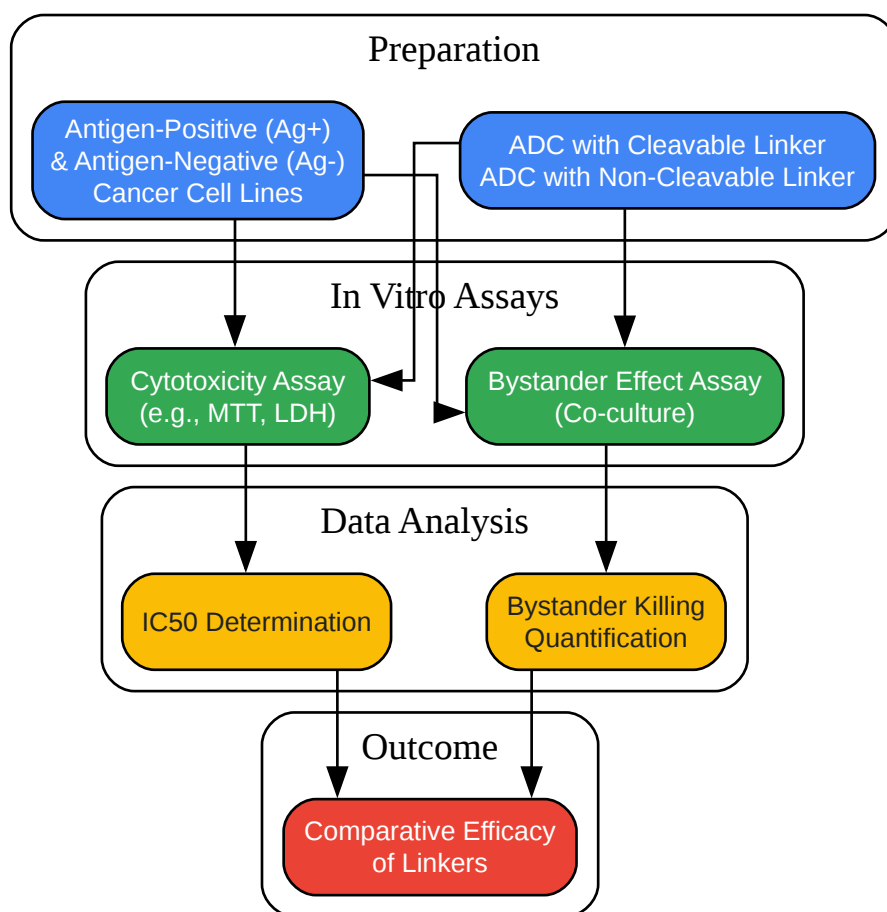 Preparation
Antigen-Positive (Ag+)
& Antigen-Negative (Ag-)
Cancer Cell Lines
ADC with Cleavable Linker
ADC with Non-Cleavable Linker
In Vitro Assays
Cytotoxicity Assay
(e.g., MTT, LDH)
Bystander Effect Assay
(Co-culture)
Data Analysis
IC50 Determination
Bystander Killing
Quantification
Outcome
Comparative Efficacy
of Linkers